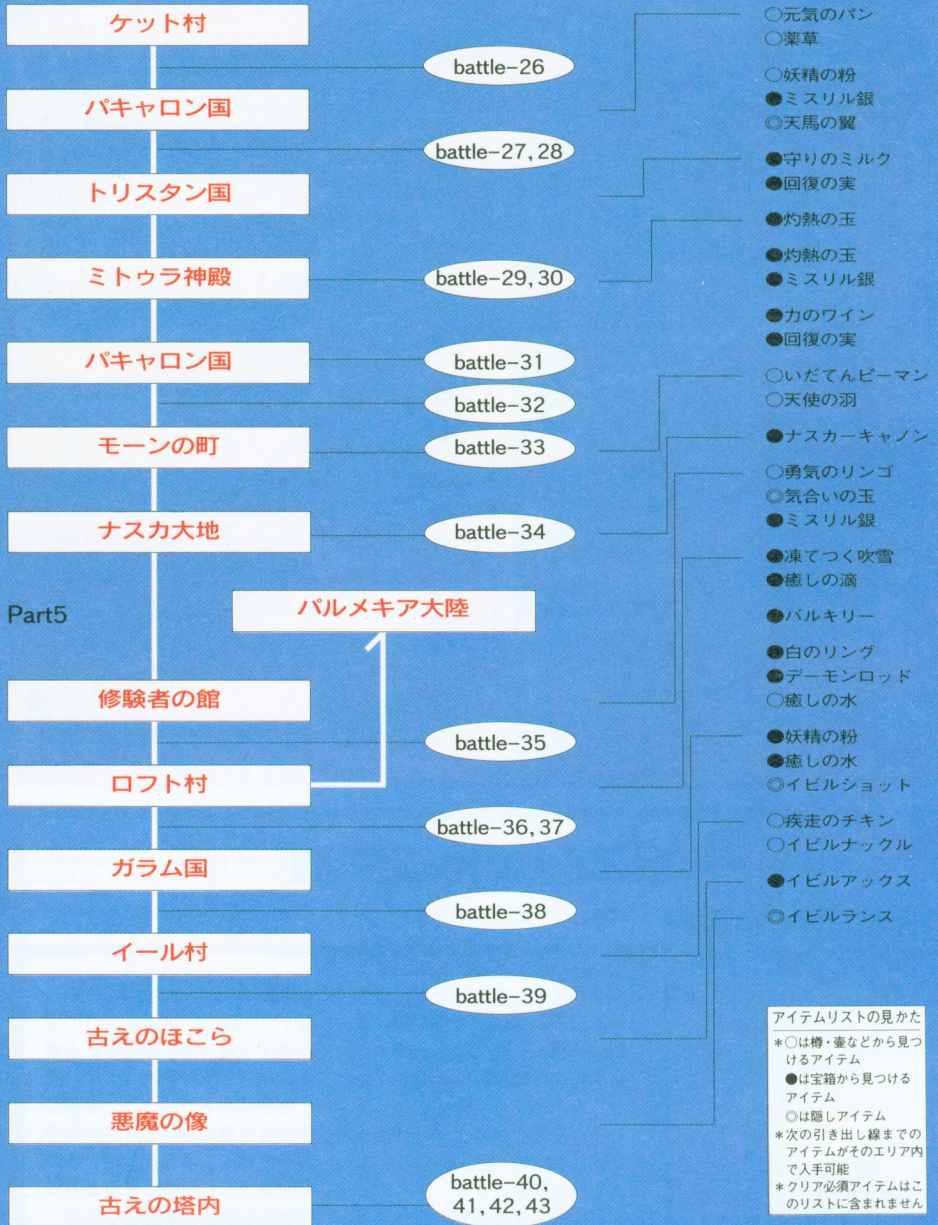 ケット村
battle-26
パキャロン国
battle-27, 28
トリスタン国
ミトゥラ神殿
battle-29, 30
パキャロン国
battle-31
battle-32
モーンの町
battle-33
ナスカ大地
battle-34
Part5
パルメキア大陸
修験者の館
battle-35
ロフト村
battle-36, 37
ガラム国
battle-38
イール村
battle-39
古えのほこら
悪魔の像
古えの塔内
battle-40,
41, 42, 43
○元気のパン
○薬草
○妖精の粉
●ミスリル銀
◎天馬の翼
●守りのミルク
●回復の実
●灼熱の玉
●灼熱の玉
●ミスリル銀
●力のワイン
●回復の実
○いだてんピーマン
○天使の羽
●ナスカーキャノン
○勇気のリンゴ
◎気合いの玉
●ミスリル銀
●凍てつく吹雪
●癒しの滴
●バルキリー
●白のリング
●デーモンロッド
○癒しの水
●妖精の粉
●癒しの水
◎イビルショット
○疾走のチキン
○イビルナックル
●イビルアックス
◎イビルランス
アイテムリストの見かた
*○は樽・壷などから見つ
けるアイテム
●は宝箱から見つける
アイテム
◎は隠しアイテム
*次の引き出し線までの
アイテムがそのエリア内
で入手可能
*クリア必須アイテムはこ
のリストに含まれません